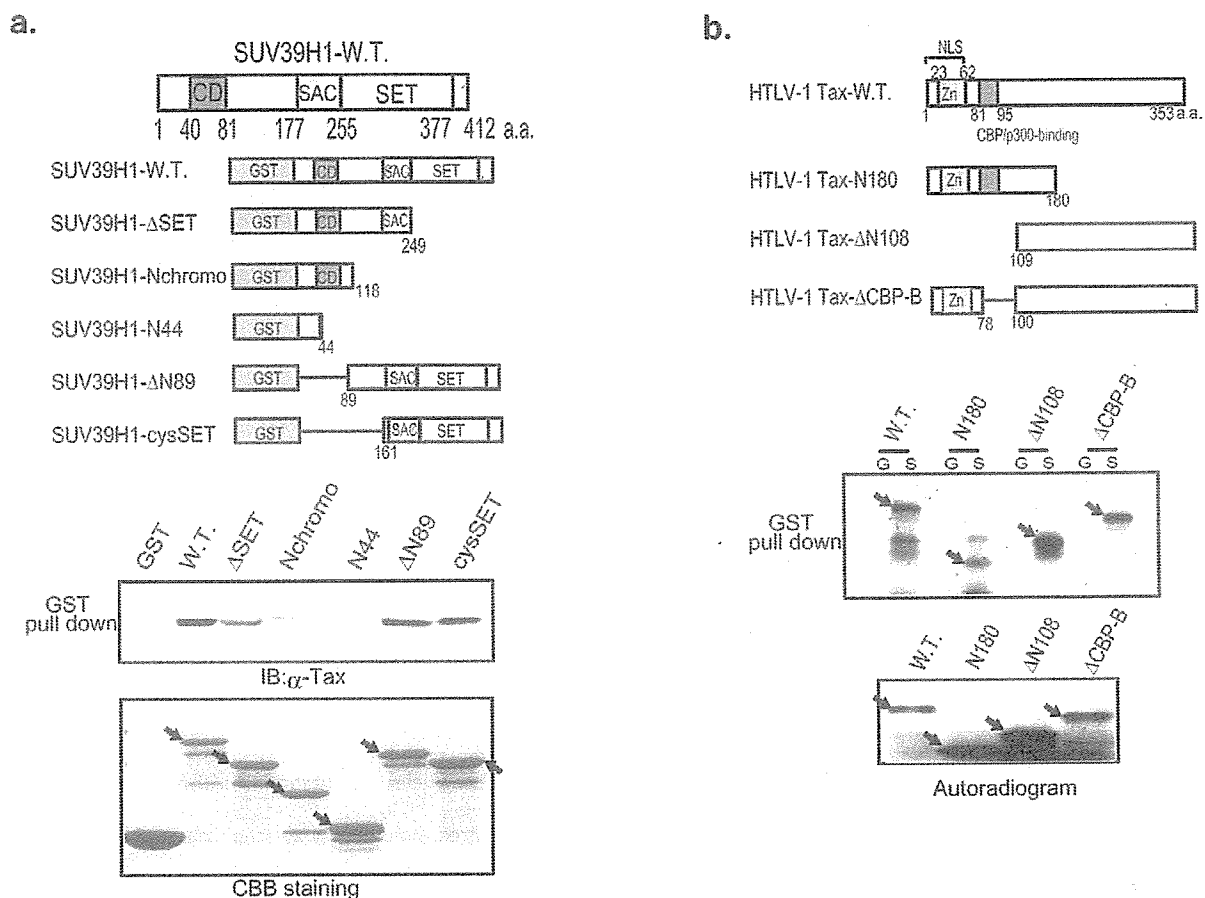 a.
SUV39H1-W.T.
CD SAC SET
1 40 81 177 255 377 412 a.a.
SUV39H1-W.T. GST CD SAC SET
SUV39H1-ΔSET GST CD SAC
249
SUV39H1-Nchromo GST CD
118
SUV39H1-N44 GST
44
SUV39H1-ΔN89 GST SAC SET
89
SUV39H1-cysSET GST SAC SET
161
GST W.T. ΔSET Nchromo N44 ΔN89 cysSET
GST
pull down
IB:α-Tax
CBB staining
b.
NLS
23 62
HTLV-1 Tax-W.T. Zn
1 81 95 353 a.a.
CBP/p300-binding
HTLV-1 Tax-N180 Zn
180
HTLV-1 Tax-ΔN108
109
HTLV-1 Tax-ΔCBP-B Zn
78 100
W.T. N180 ΔN108 ΔCBP-B
G S G S G S G S
GST
pull down
W.T. N180 ΔN108 ΔCBP-B
Autoradiogram